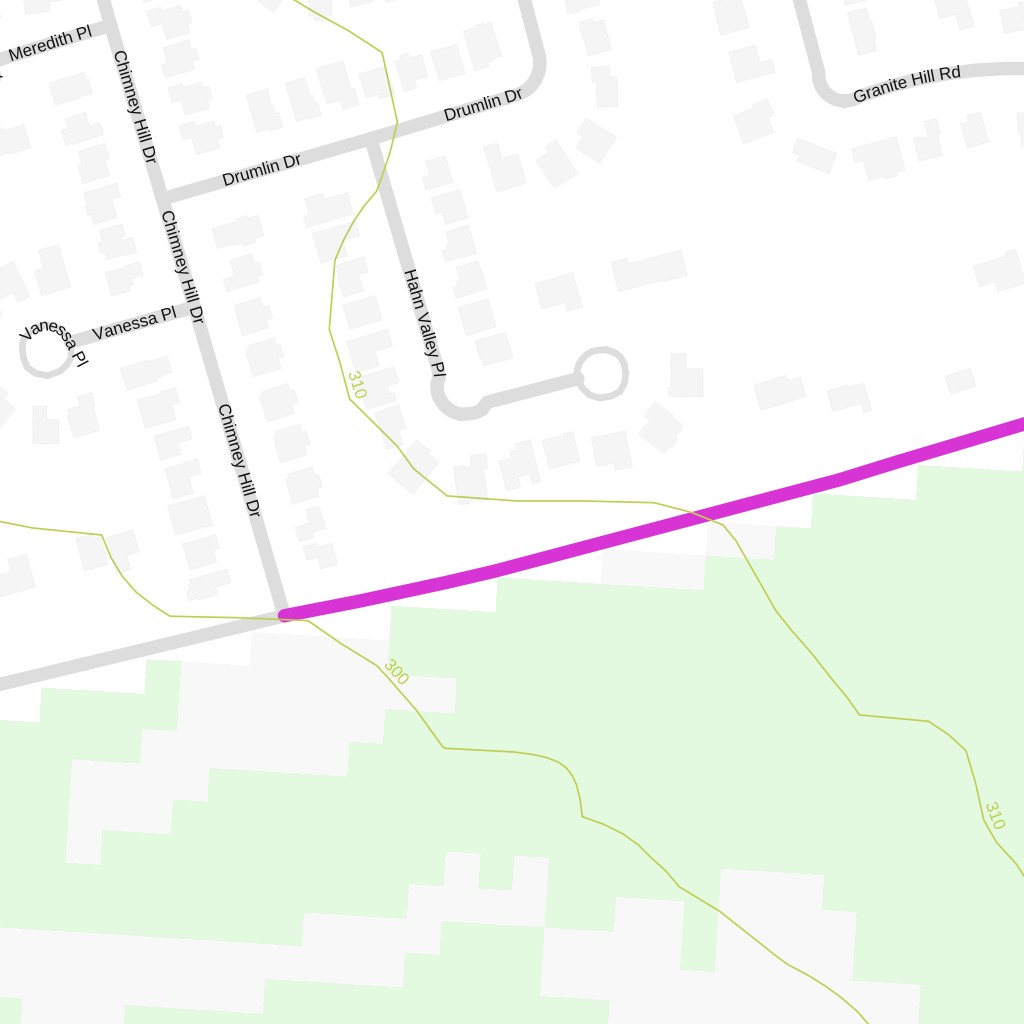 Meredith Pl
Chimney Hill Dr
Granite Hill Rd
Drumlin Dr
Drumlin Dr
Chimney Hill Dr
Hahn Valley Pl
Vanessa Pl
Vanessa Pl
310
Chimney Hill Dr
300
310